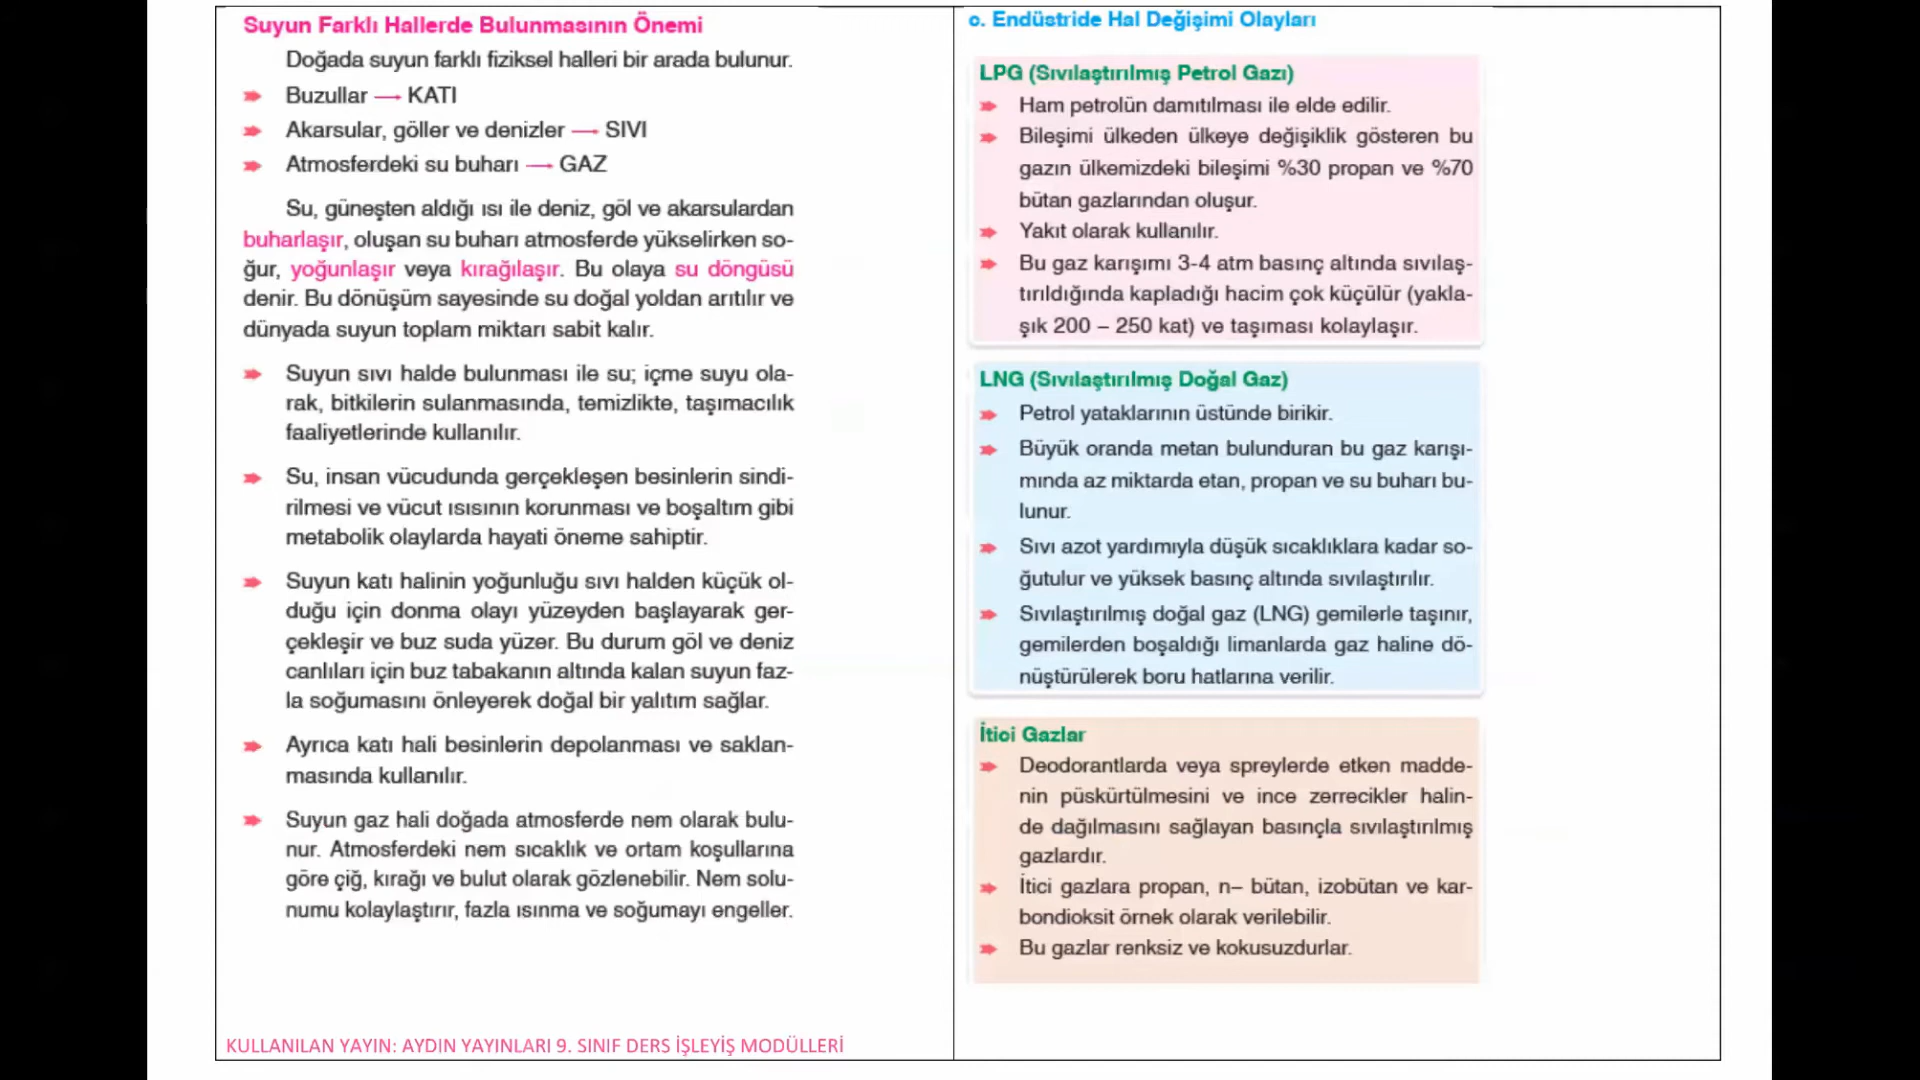 Suyun Farklı Hallerde Bulunmasının Önemi
Doğada suyun farklı fiziksel halleri bir arada bulunur.
Buzullar → KATI
Akarsular, göller ve denizler → SIVI
Atmosferdeki su buharı → GAZ
Su, güneşten aldığı ısı ile deniz, göl ve akarsulardan
buharlaşır, oluşan su buharı atmosferde yükselirken so-
ğur, yoğunlaşır veya kırağılaşır. Bu olaya su döngüsü
denir. Bu dönüşüm sayesinde su doğal yoldan arıtılır ve
dünyada suyun toplam miktarı sabit kalır.
Suyun sıvı halde bulunması ile su; içme suyu ola-
rak, bitkilerin sulanmasında, temizlikte, taşımacılık
faaliyetlerinde kullanılır.
Su, insan vücudunda gerçekleşen besinlerin sindi-
rilmesi ve vücut ısısının korunması ve boşaltım gibi
metabolik olaylarda hayati öneme sahiptir.
Suyun katı halinin yoğunluğu sıvı halden küçük ol-
duğu için donma olayı yüzeyden başlayarak ger-
çekleşir ve buz suda yüzer. Bu durum göl ve deniz
canlıları için buz tabakanın altında kalan suyun faz-
la soğumasını önleyerek doğal bir yalıtım sağlar.
Ayrıca katı hali besinlerin depolanması ve saklan-
masında kullanılır.
Suyun gaz hali doğada atmosferde nem olarak bulu-
nur. Atmosferdeki nem sıcaklık ve ortam koşullarına
göre çiğ, kırağı ve bulut olarak gözlenebilir. Nem solu-
numu kolaylaştırır, fazla ısınma ve soğumayı engeller.
KULLANILAN YAYIN: AYDIN YAYINLARI 9. SINIF DERS İŞLEYİŞ MODÜLLERİ
c. Endüstride Hal Değişimi Olayları
LPG (Sıvılaştırılmış Petrol Gazı)
Ham petrolün damıtılması ile elde edilir.
Bileşimi ülkeden ülkeye değişiklik gösteren bu
gazın ülkemizdeki bileşimi %30 propan ve %70
bütan gazlarından oluşur.
Yakıt olarak kullanılır.
Bu gaz karışımı 3-4 atm basınç altında sıvılaş-
tırıldığında kapladığı hacim çok küçülür (yakla-
şık 200 – 250 kat) ve taşıması kolaylaşır.
LNG (Sıvılaştırılmış Doğal Gaz)
Petrol yataklarının üstünde birikir.
Büyük oranda metan bulunduran bu gaz karışı-
mında az miktarda etan, propan ve su buharı bu-
lunur.
Sıvı azot yardımıyla düşük sıcaklıklara kadar so-
ğutulur ve yüksek basınç altında sıvılaştırılır.
Sıvılaştırılmış doğal gaz (LNG) gemilerle taşınır,
gemilerden boşaldığı limanlarda gaz haline dö-
nüştürülerek boru hatlarına verilir.
İtici Gazlar
Deodorantlarda veya spreylerde etken madde-
nin püskürtülmesini ve ince zerrecikler halin-
de dağılmasını sağlayan basınçla sıvılaştırılmış
gazlardır.
İtici gazlara propan, n– bütan, izobütan ve kar-
bondioksit örnek olarak verilebilir.
Bu gazlar renksiz ve kokusuzdurlar.